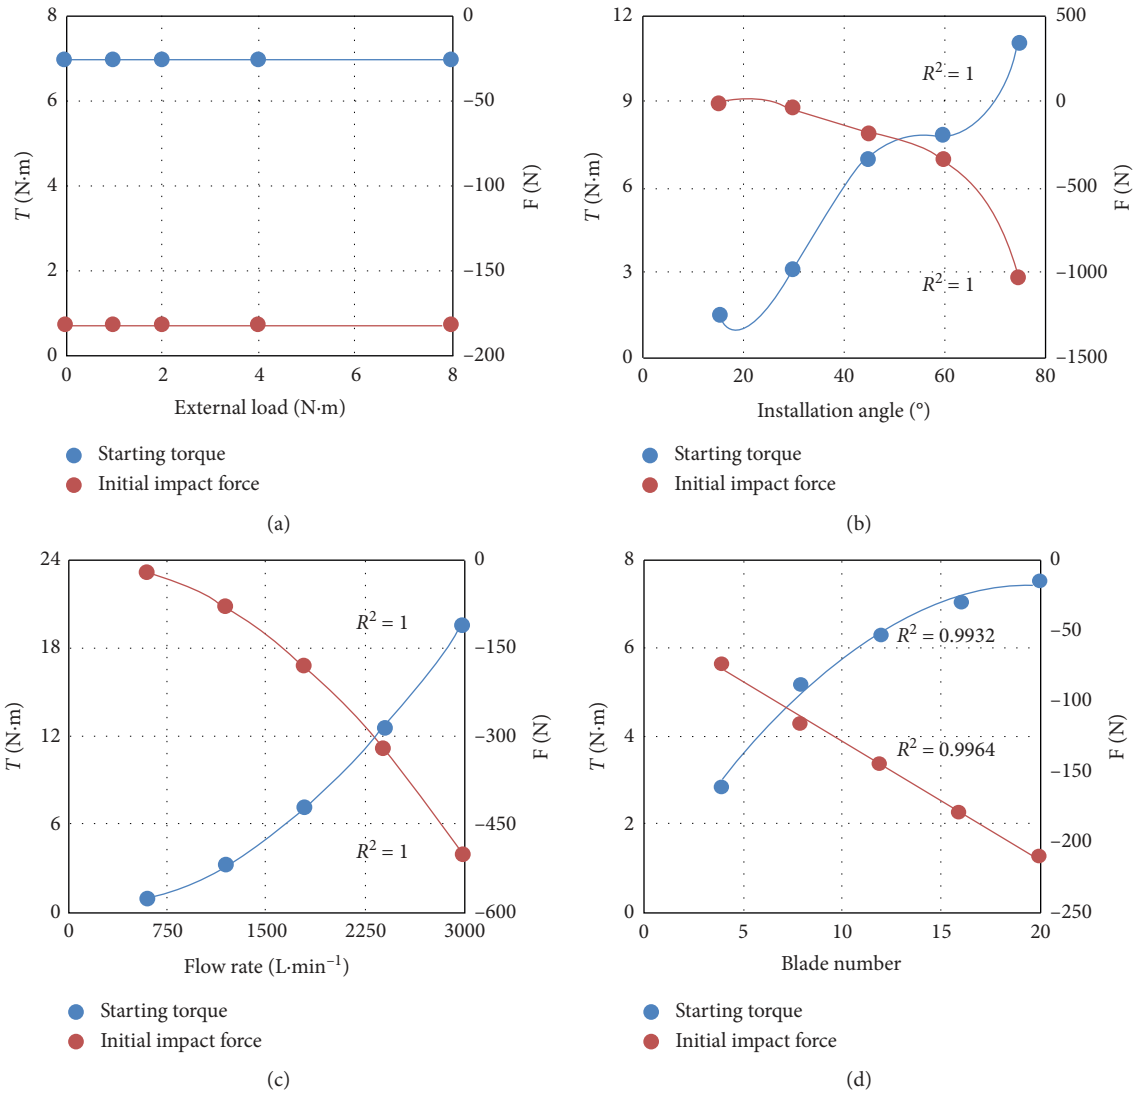 8
6
4
2
0
T (N·m)
0
−50
−100
−150
−200
F (N)
0
2
4
6
8
External load (N·m)
Starting torque
Initial impact force
(a)
12
9
6
3
0
T (N·m)
500
0
−500
−1000
−1500
F (N)
R² = 1
R² = 1
0
20
40
60
80
Installation angle (°)
Starting torque
Initial impact force
(b)
24
18
12
6
0
T (N·m)
0
−150
−300
−450
−600
F (N)
R² = 1
R² = 1
0
750
1500
2250
3000
Flow rate (L·min⁻¹)
Starting torque
Initial impact force
(c)
8
6
4
2
0
T (N·m)
0
−50
−100
−150
−200
−250
F (N)
R² = 0.9932
R² = 0.9964
0
5
10
15
20
Blade number
Starting torque
Initial impact force
(d)